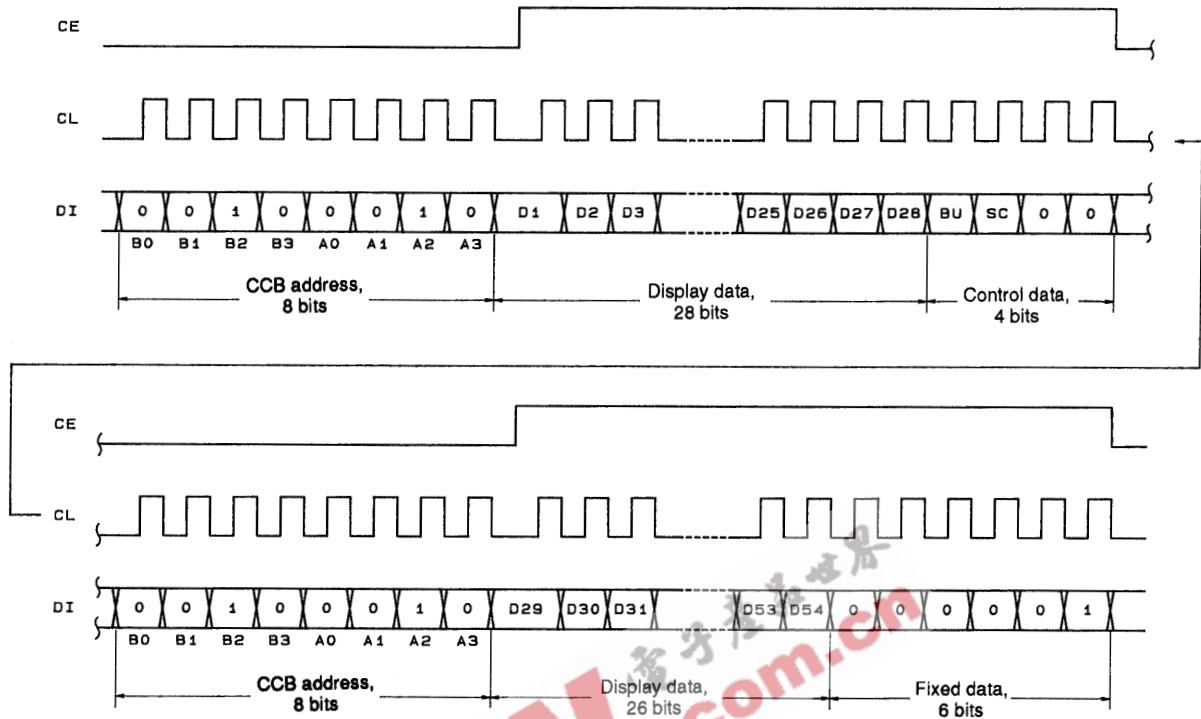 CE
CL
DI 0 0 1 0 0 0 1 0 D1 D2 D3 D25 D26 D27 D28 BU SC 0 0
B0 B1 B2 B3 A0 A1 A2 A3
CCB address,
8 bits
Display data,
28 bits
Control data,
4 bits
CE
CL
DI 0 0 1 0 0 0 1 0 D29 D30 D31 D53 D54 0 0 0 0 0 1
B0 B1 B2 B3 A0 A1 A2 A3
CCB address,
8 bits
Display data,
26 bits
Fixed data,
6 bits
.com.cn